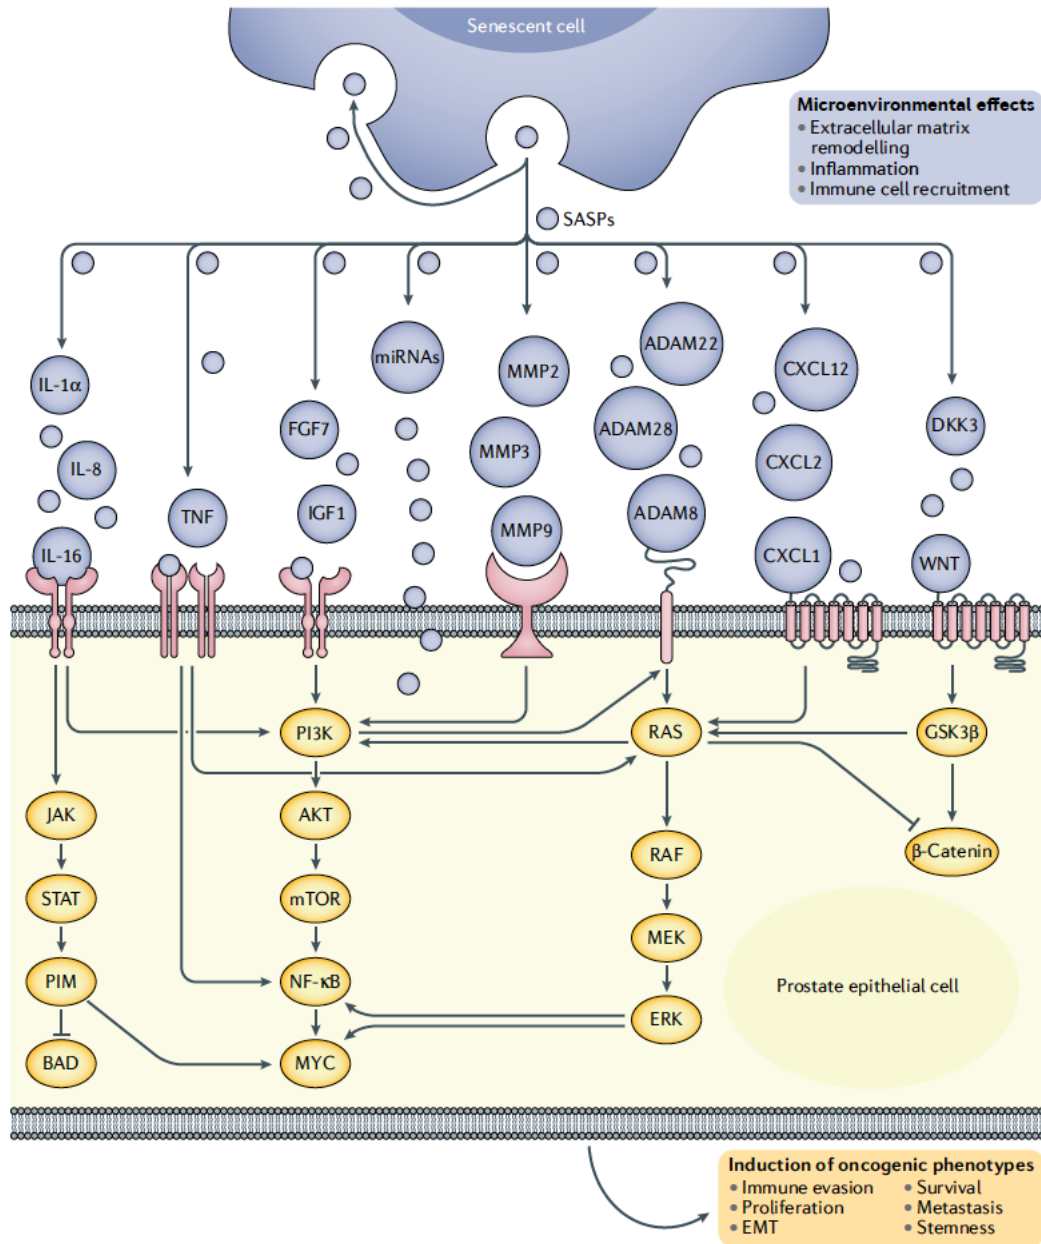 Senescent cell
Microenvironmental effects
• Extracellular matrix
remodelling
• Inflammation
• Immune cell recruitment
SASPs
IL-1α
IL-8
IL-16
TNF
FGF7
IGF1
miRNAs
MMP2
MMP3
MMP9
ADAM22
ADAM28
ADAM8
CXCL12
CXCL2
CXCL1
DKK3
WNT
PI3K
RAS
GSK3β
JAK
AKT
RAF
β-Catenin
STAT
mTOR
MEK
PIM
NF-κB
ERK
Prostate epithelial cell
BAD
MYC
Induction of oncogenic phenotypes
• Immune evasion
• Proliferation
• EMT
• Survival
• Metastasis
• Stemness